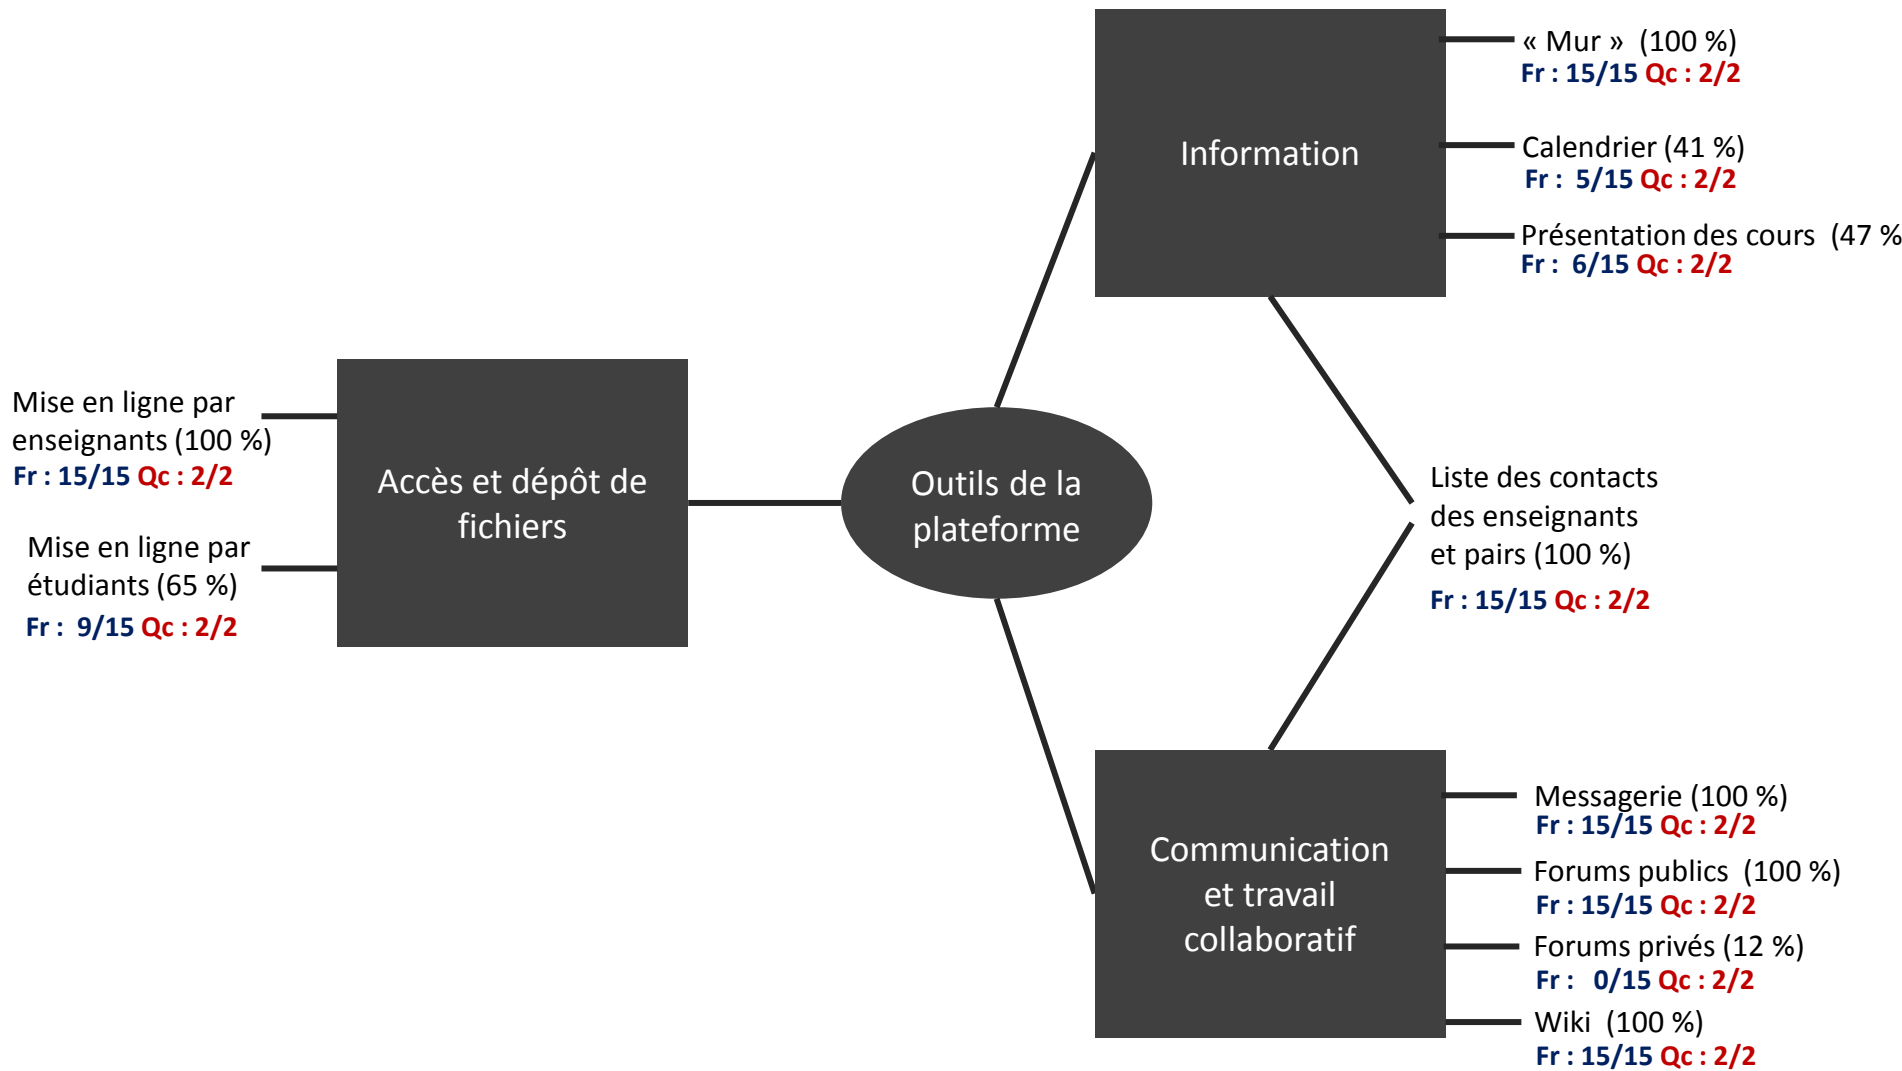 « Mur » (100 %)
Fr : 15/15 Qc : 2/2
Calendrier (41 %)
Fr : 5/15 Qc : 2/2
Présentation des cours (47 %
Fr : 6/15 Qc : 2/2
Information
Mise en ligne par
enseignants (100 %)
Fr : 15/15 Qc : 2/2
Mise en ligne par
étudiants (65 %)
Fr : 9/15 Qc : 2/2
Accès et dépôt de
fichiers
Outils de la
plateforme
Liste des contacts
des enseignants
et pairs (100 %)
Fr : 15/15 Qc : 2/2
Communication
et travail
collaboratif
Messagerie (100 %)
Fr : 15/15 Qc : 2/2
Forums publics (100 %)
Fr : 15/15 Qc : 2/2
Forums privés (12 %)
Fr : 0/15 Qc : 2/2
Wiki (100 %)
Fr : 15/15 Qc : 2/2